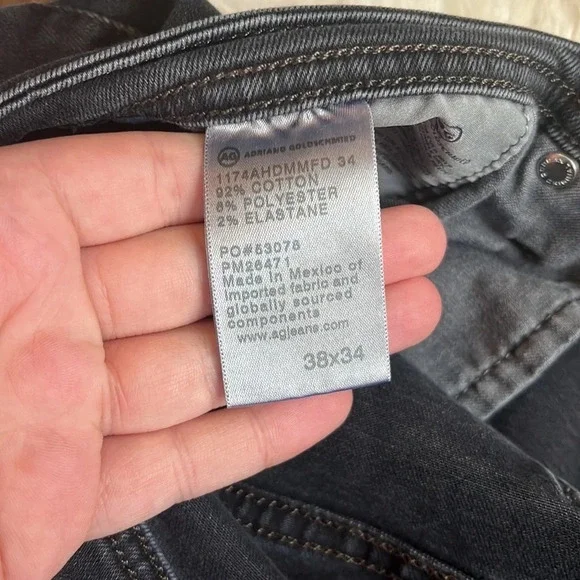 AG ADRIANO GOLDSCHMIED
1174AHDMMFD 34
92% COTTON
6% POLYESTER
2% ELASTANE
PO#53078
PM26471
Made in Mexico of
Imported fabric and
globally sourced
components
www.agjeans.com
38x34